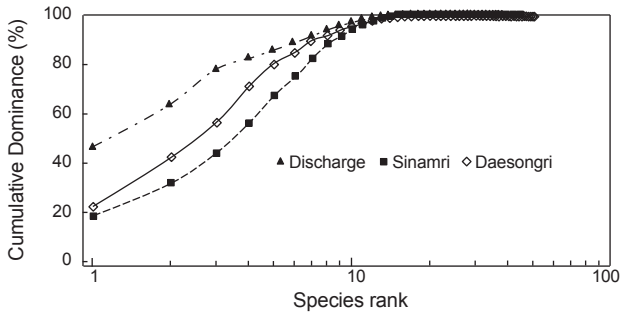 Cumulative Dominance (%)
100
80
60
40
20
0
Discharge Sinamri Daesongri
1 10 100
Species rank